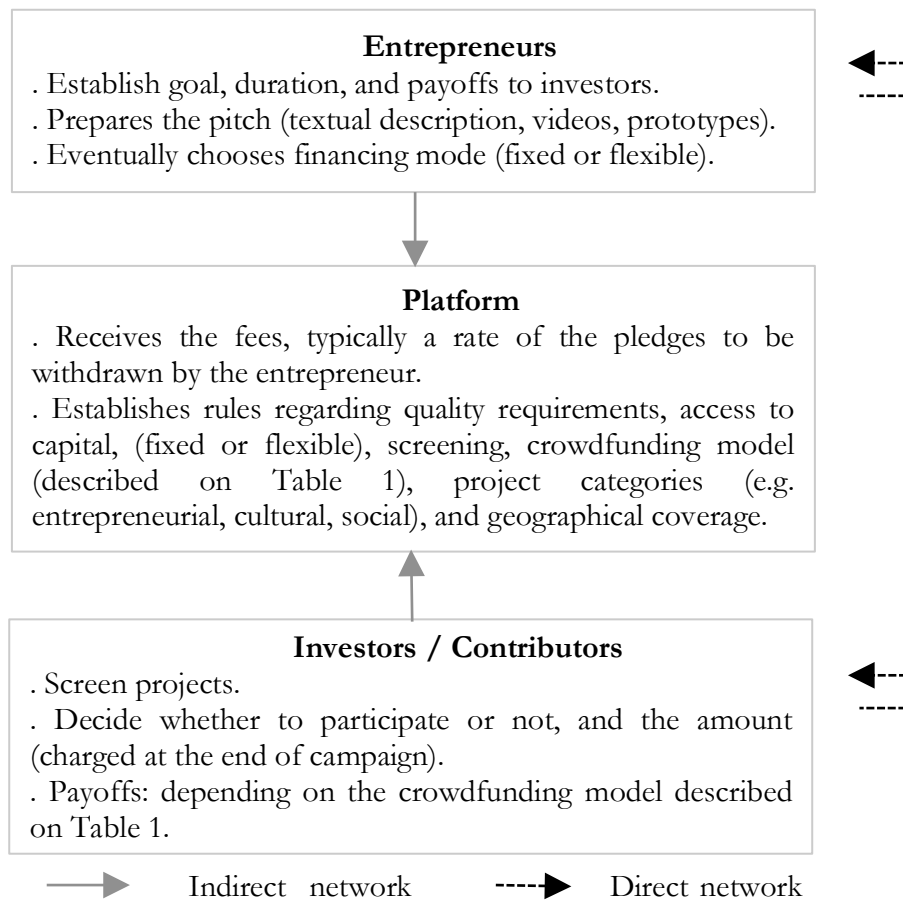 Entrepreneurs
. Establish goal, duration, and payoffs to investors.
. Prepares the pitch (textual description, videos, prototypes).
. Eventually chooses financing mode (fixed or flexible).
Platform
. Receives the fees, typically a rate of the pledges to be
withdrawn by the entrepreneur.
. Establishes rules regarding quality requirements, access to
capital, (fixed or flexible), screening, crowdfunding model
(described on Table 1), project categories (e.g.
entrepreneurial, cultural, social), and geographical coverage.
Investors / Contributors
. Screen projects.
. Decide whether to participate or not, and the amount
(charged at the end of campaign).
. Payoffs: depending on the crowdfunding model described
on Table 1.
Indirect network Direct network